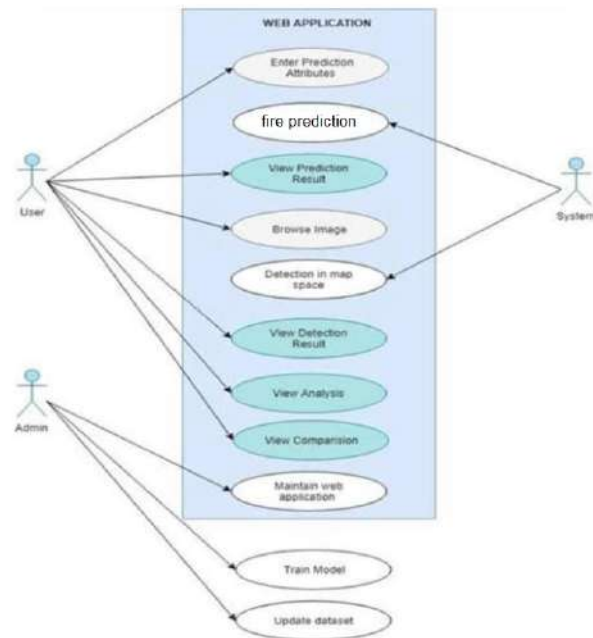 WEB APPLICATION
Enter Prediction
Attributes
fire prediction
View Prediction
Result
User
System
Browse Image
Detection in map
space
View Detection
Result
View Analysis
Admin
View Comparision
Maintain web
application
Train Model
Update dataset